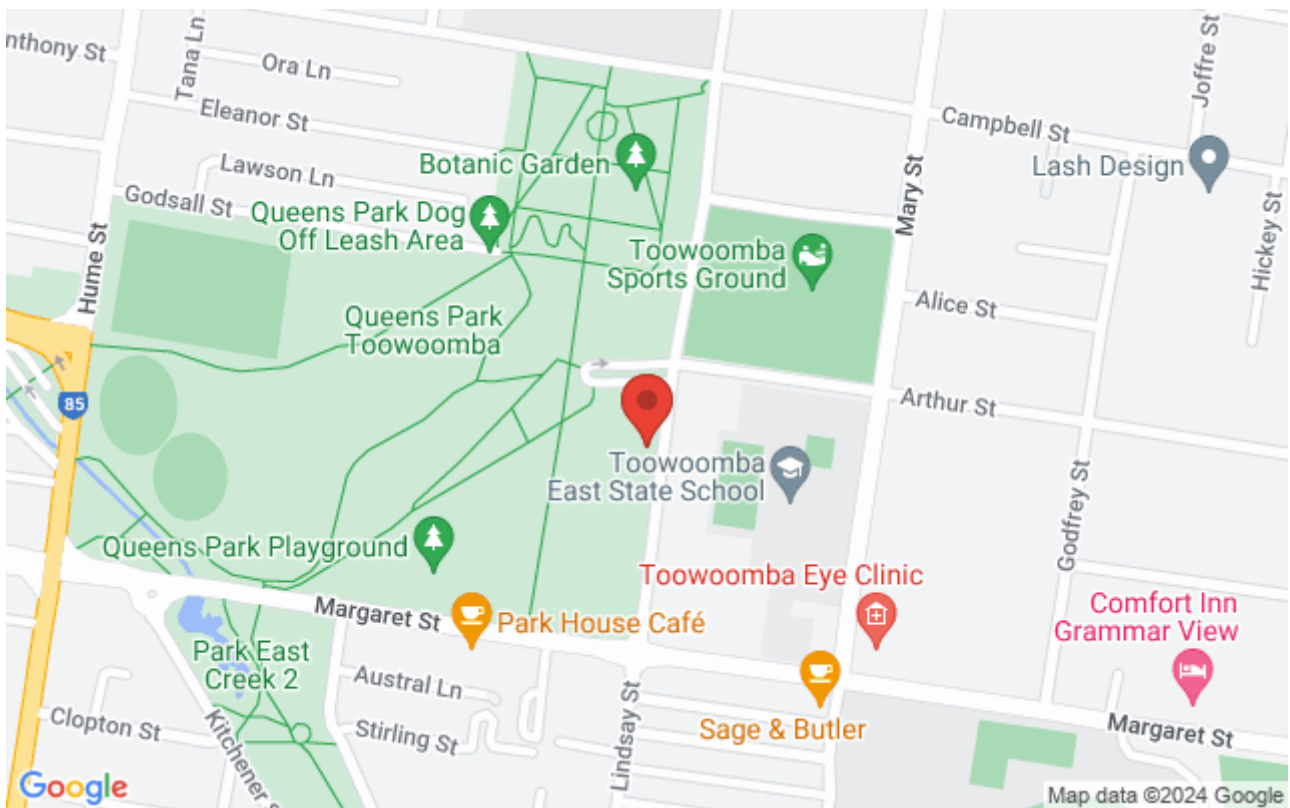 nthony St
Tana Ln
Ora Ln
Joffre St
Eleanor St
Campbell St
Botanic Garden
Lash Design
Lawson Ln
Mary St
Godsall St
Queens Park Dog
Off Leash Area
Toowoomba
Sports Ground
Hickey St
Hume St
Alice St
Queens Park
Toowoomba
85
Arthur St
Toowoomba
East State School
Godfrey St
Queens Park Playground
Toowoomba Eye Clinic
Margaret St
Park House Café
Comfort Inn
Grammar View
Park East
Creek 2
Austral Ln
Lindsay St
Clopton St
Kitchener S
Stirling St
Sage & Butler
Margaret St
Google
Map data ©2024 Google